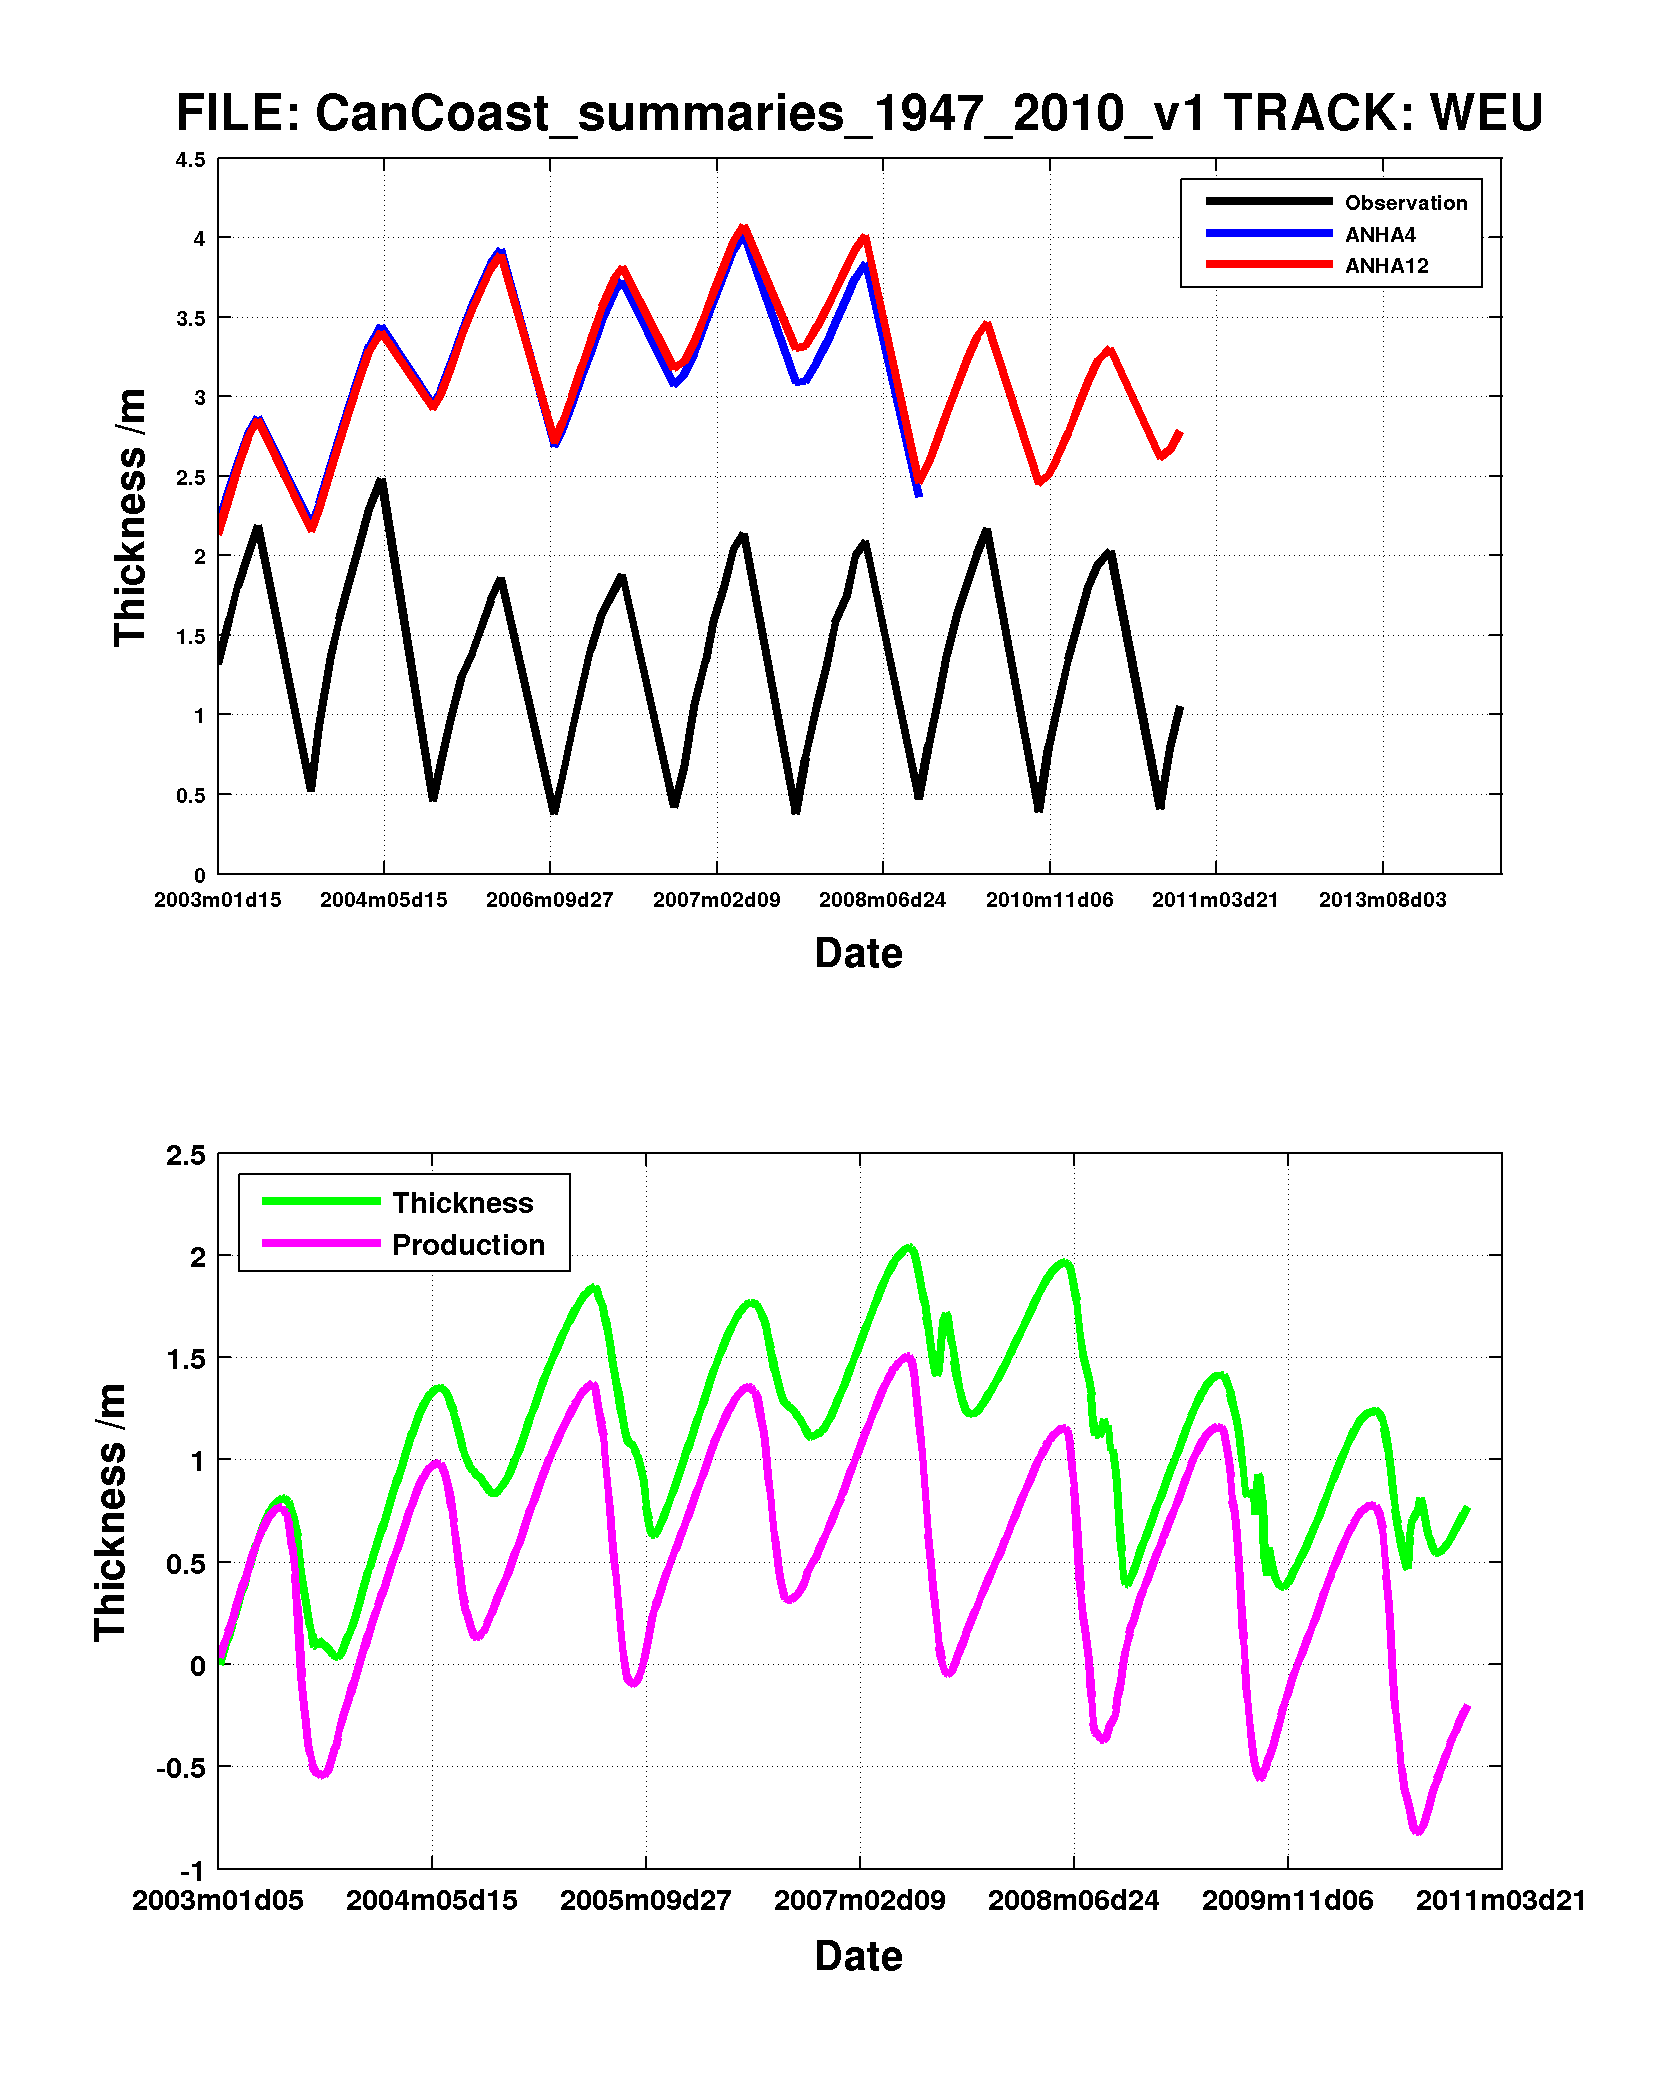 FILE: CanCoast_summaries_1947_2010_v1 TRACK: WEU
4.5
4
3.5
3
2.5
2
1.5
1
0.5
0
Thickness /m
Observation
ANHA4
ANHA12
2003m01d15 2004m05d15 2006m09d27 2007m02d09 2008m06d24 2010m11d06 2011m03d21 2013m08d03
Date
2.5
2
1.5
1
0.5
0
-0.5
-1
Thickness /m
Thickness
Production
2003m01d05 2004m05d15 2005m09d27 2007m02d09 2008m06d24 2009m11d06 2011m03d21
Date